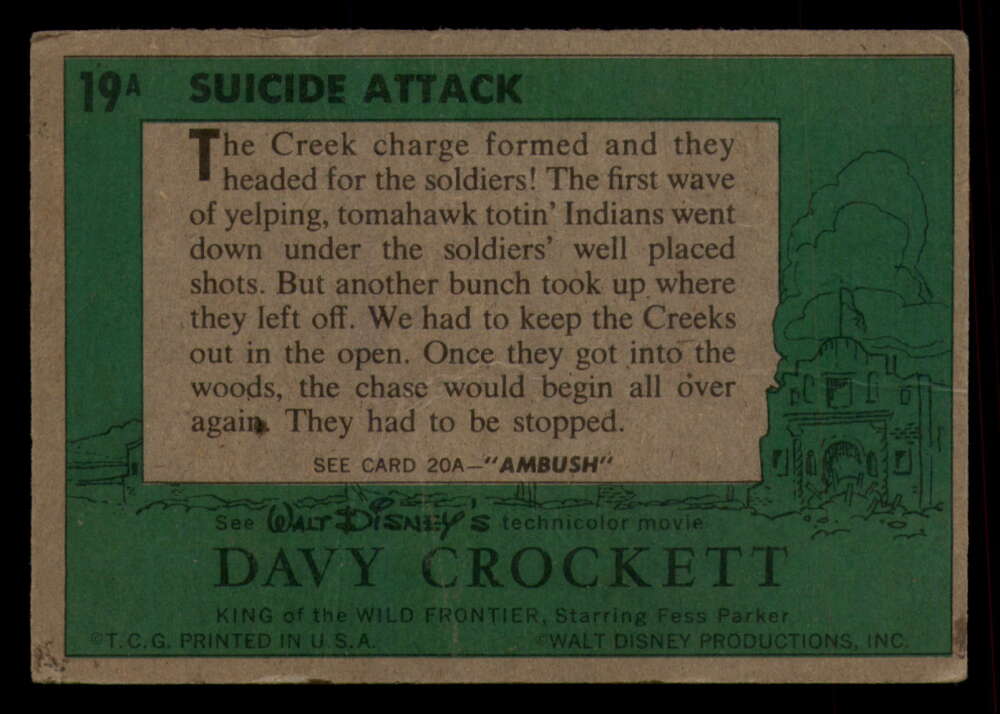 19A SUICIDE ATTACK
The Creek charge formed and they
headed for the soldiers! The first wave
of yelping, tomahawk totin' Indians went
down under the soldiers' well placed
shots. But another bunch took up where
they left off. We had to keep the Creeks
out in the open. Once they got into the
woods, the chase would begin all over
again. They had to be stopped.
SEE CARD 20A—"AMBUSH"
See WALT DISNEY'S technicolor movie
DAVY CROCKETT
KING of the WILD FRONTIER, Starring Fess Parker
©T.C.G. PRINTED IN U.S.A. ©WALT DISNEY PRODUCTIONS, INC.